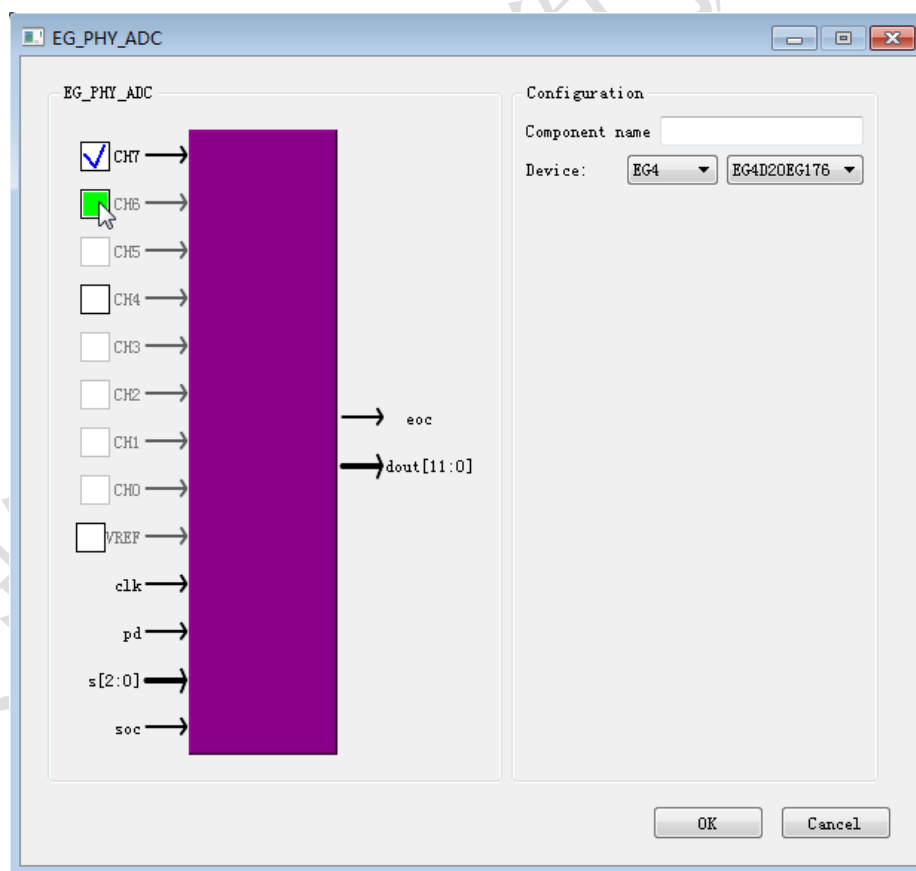 EG_PHY_ADC
EG_PHY_ADC
CH7
CH6
CH5
CH4
CH3
CH2
CH1
CH0
VREF
clk
pd
s[2:0]
soc
eoc
dout[11:0]
Configuration
Component name
Device: EG4 EG4D20EG176
OK Cancel